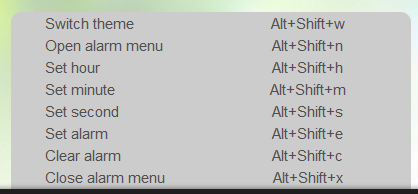 Switch theme Alt+Shift+w
Open alarm menu Alt+Shift+n
Set hour Alt+Shift+h
Set minute Alt+Shift+m
Set second Alt+Shift+s
Set alarm Alt+Shift+e
Clear alarm Alt+Shift+c
Close alarm menu Alt+Shift+x